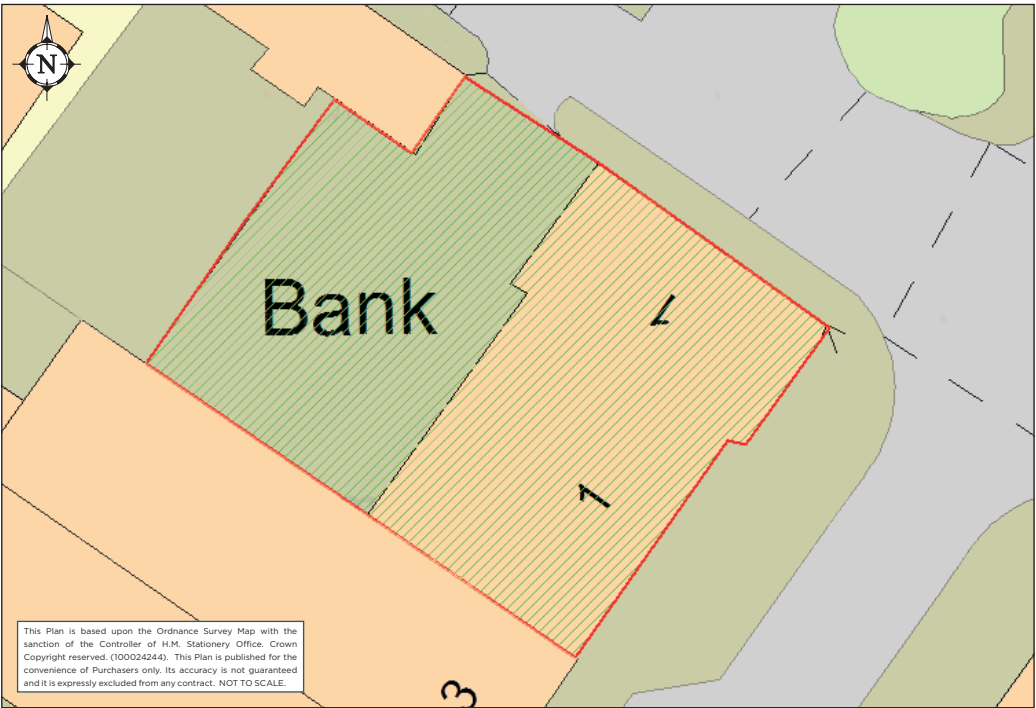 N
Bank
1
1
3
This Plan is based upon the Ordnance Survey Map with the
sanction of the Controller of H.M. Stationery Office. Crown
Copyright reserved. (100024244). This Plan is published for the
convenience of Purchasers only. Its accuracy is not guaranteed
and it is expressly excluded from any contract. NOT TO SCALE.